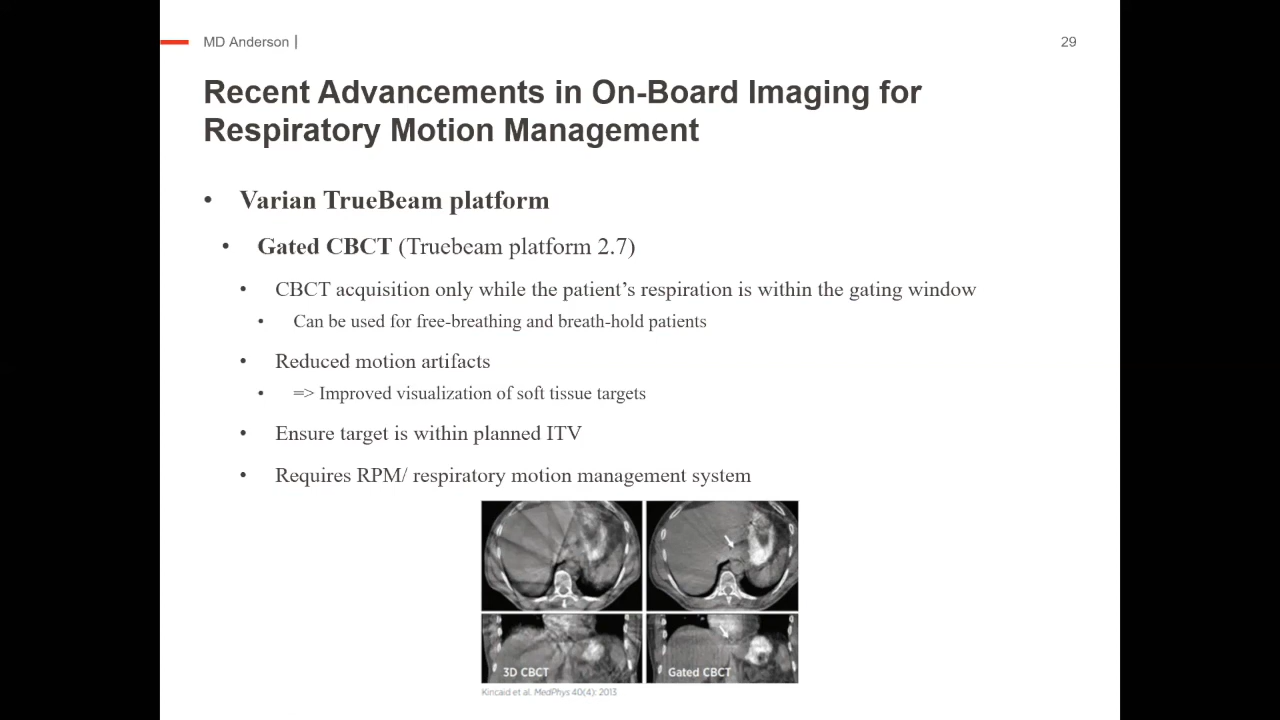 MD Anderson |
29
Recent Advancements in On-Board Imaging for
Respiratory Motion Management
• Varian TrueBeam platform
• Gated CBCT (Truebeam platform 2.7)
• CBCT acquisition only while the patient’s respiration is within the gating window
• Can be used for free-breathing and breath-hold patients
• Reduced motion artifacts
• => Improved visualization of soft tissue targets
• Ensure target is within planned ITV
• Requires RPM/ respiratory motion management system
3D CBCT
Gated CBCT
Kincaid et al. MedPhys 40(4): 2013